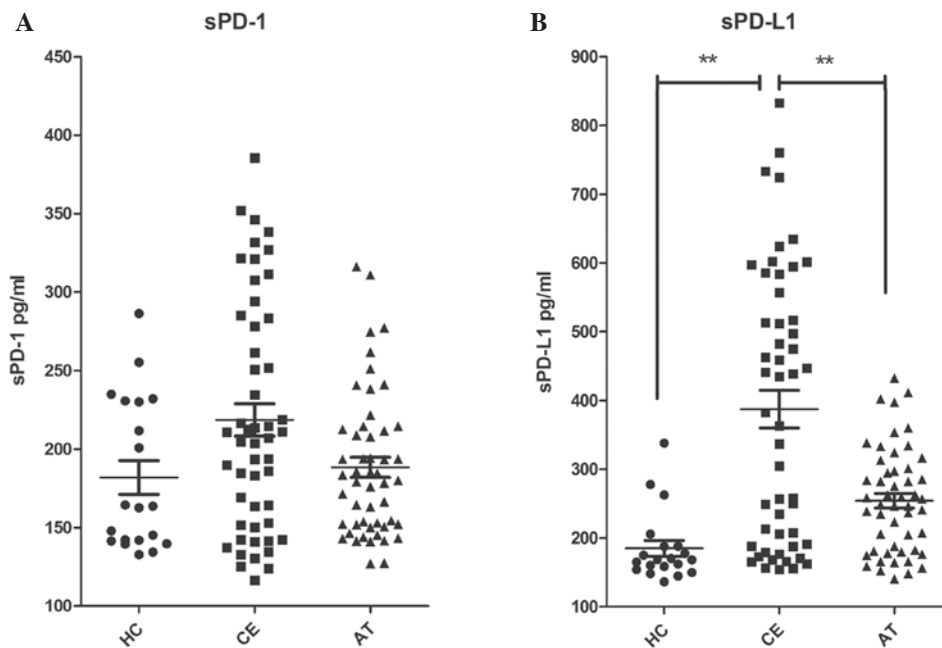 A
sPD-1
sPD-1 pg/ml
450
400
350
300
250
200
150
100
HC
CE
AT
B
sPD-L1
sPD-L1 pg/ml
900
800
700
600
500
400
300
200
100
**
**
HC
CE
AT